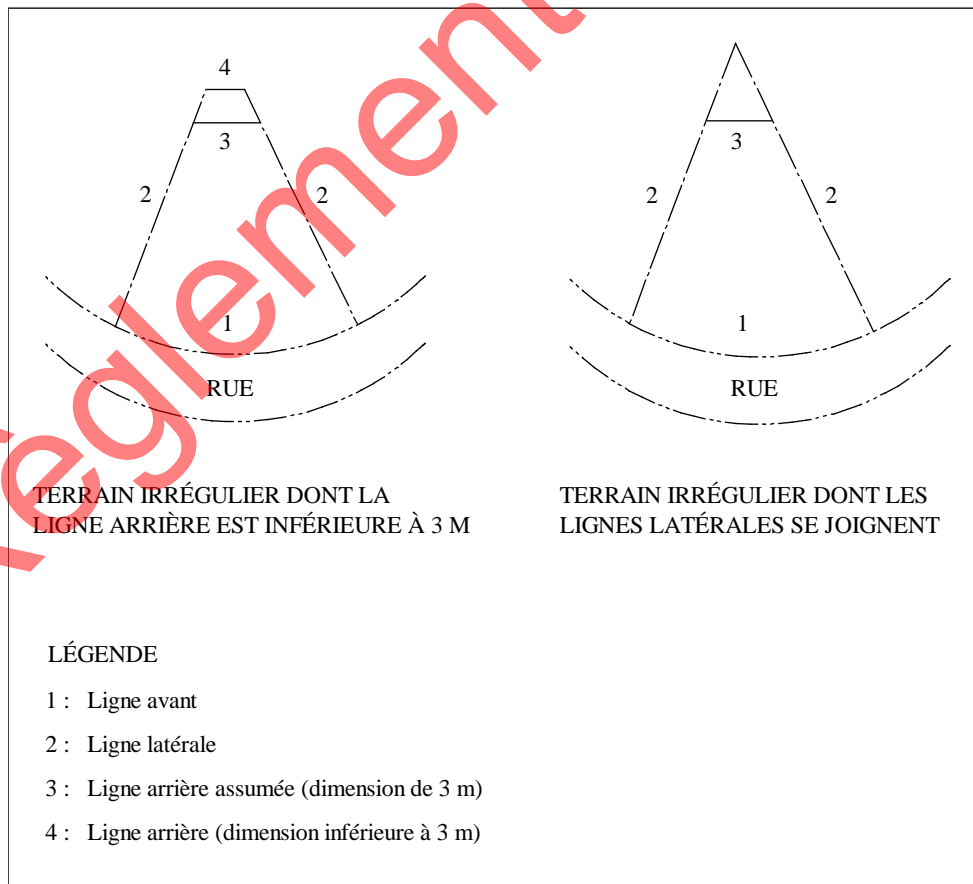 4
3
2
2
1
RUE
3
2
2
1
RUE
TERRAIN IRRÉGULIER DONT LA
LIGNE ARRIÈRE EST INFÉRIEURE À 3 M
TERRAIN IRRÉGULIER DONT LES
LIGNES LATÉRALES SE JOIGNENT
LÉGENDE
1 : Ligne avant
2 : Ligne latérale
3 : Ligne arrière assumée (dimension de 3 m)
4 : Ligne arrière (dimension inférieure à 3 m)
Règlement